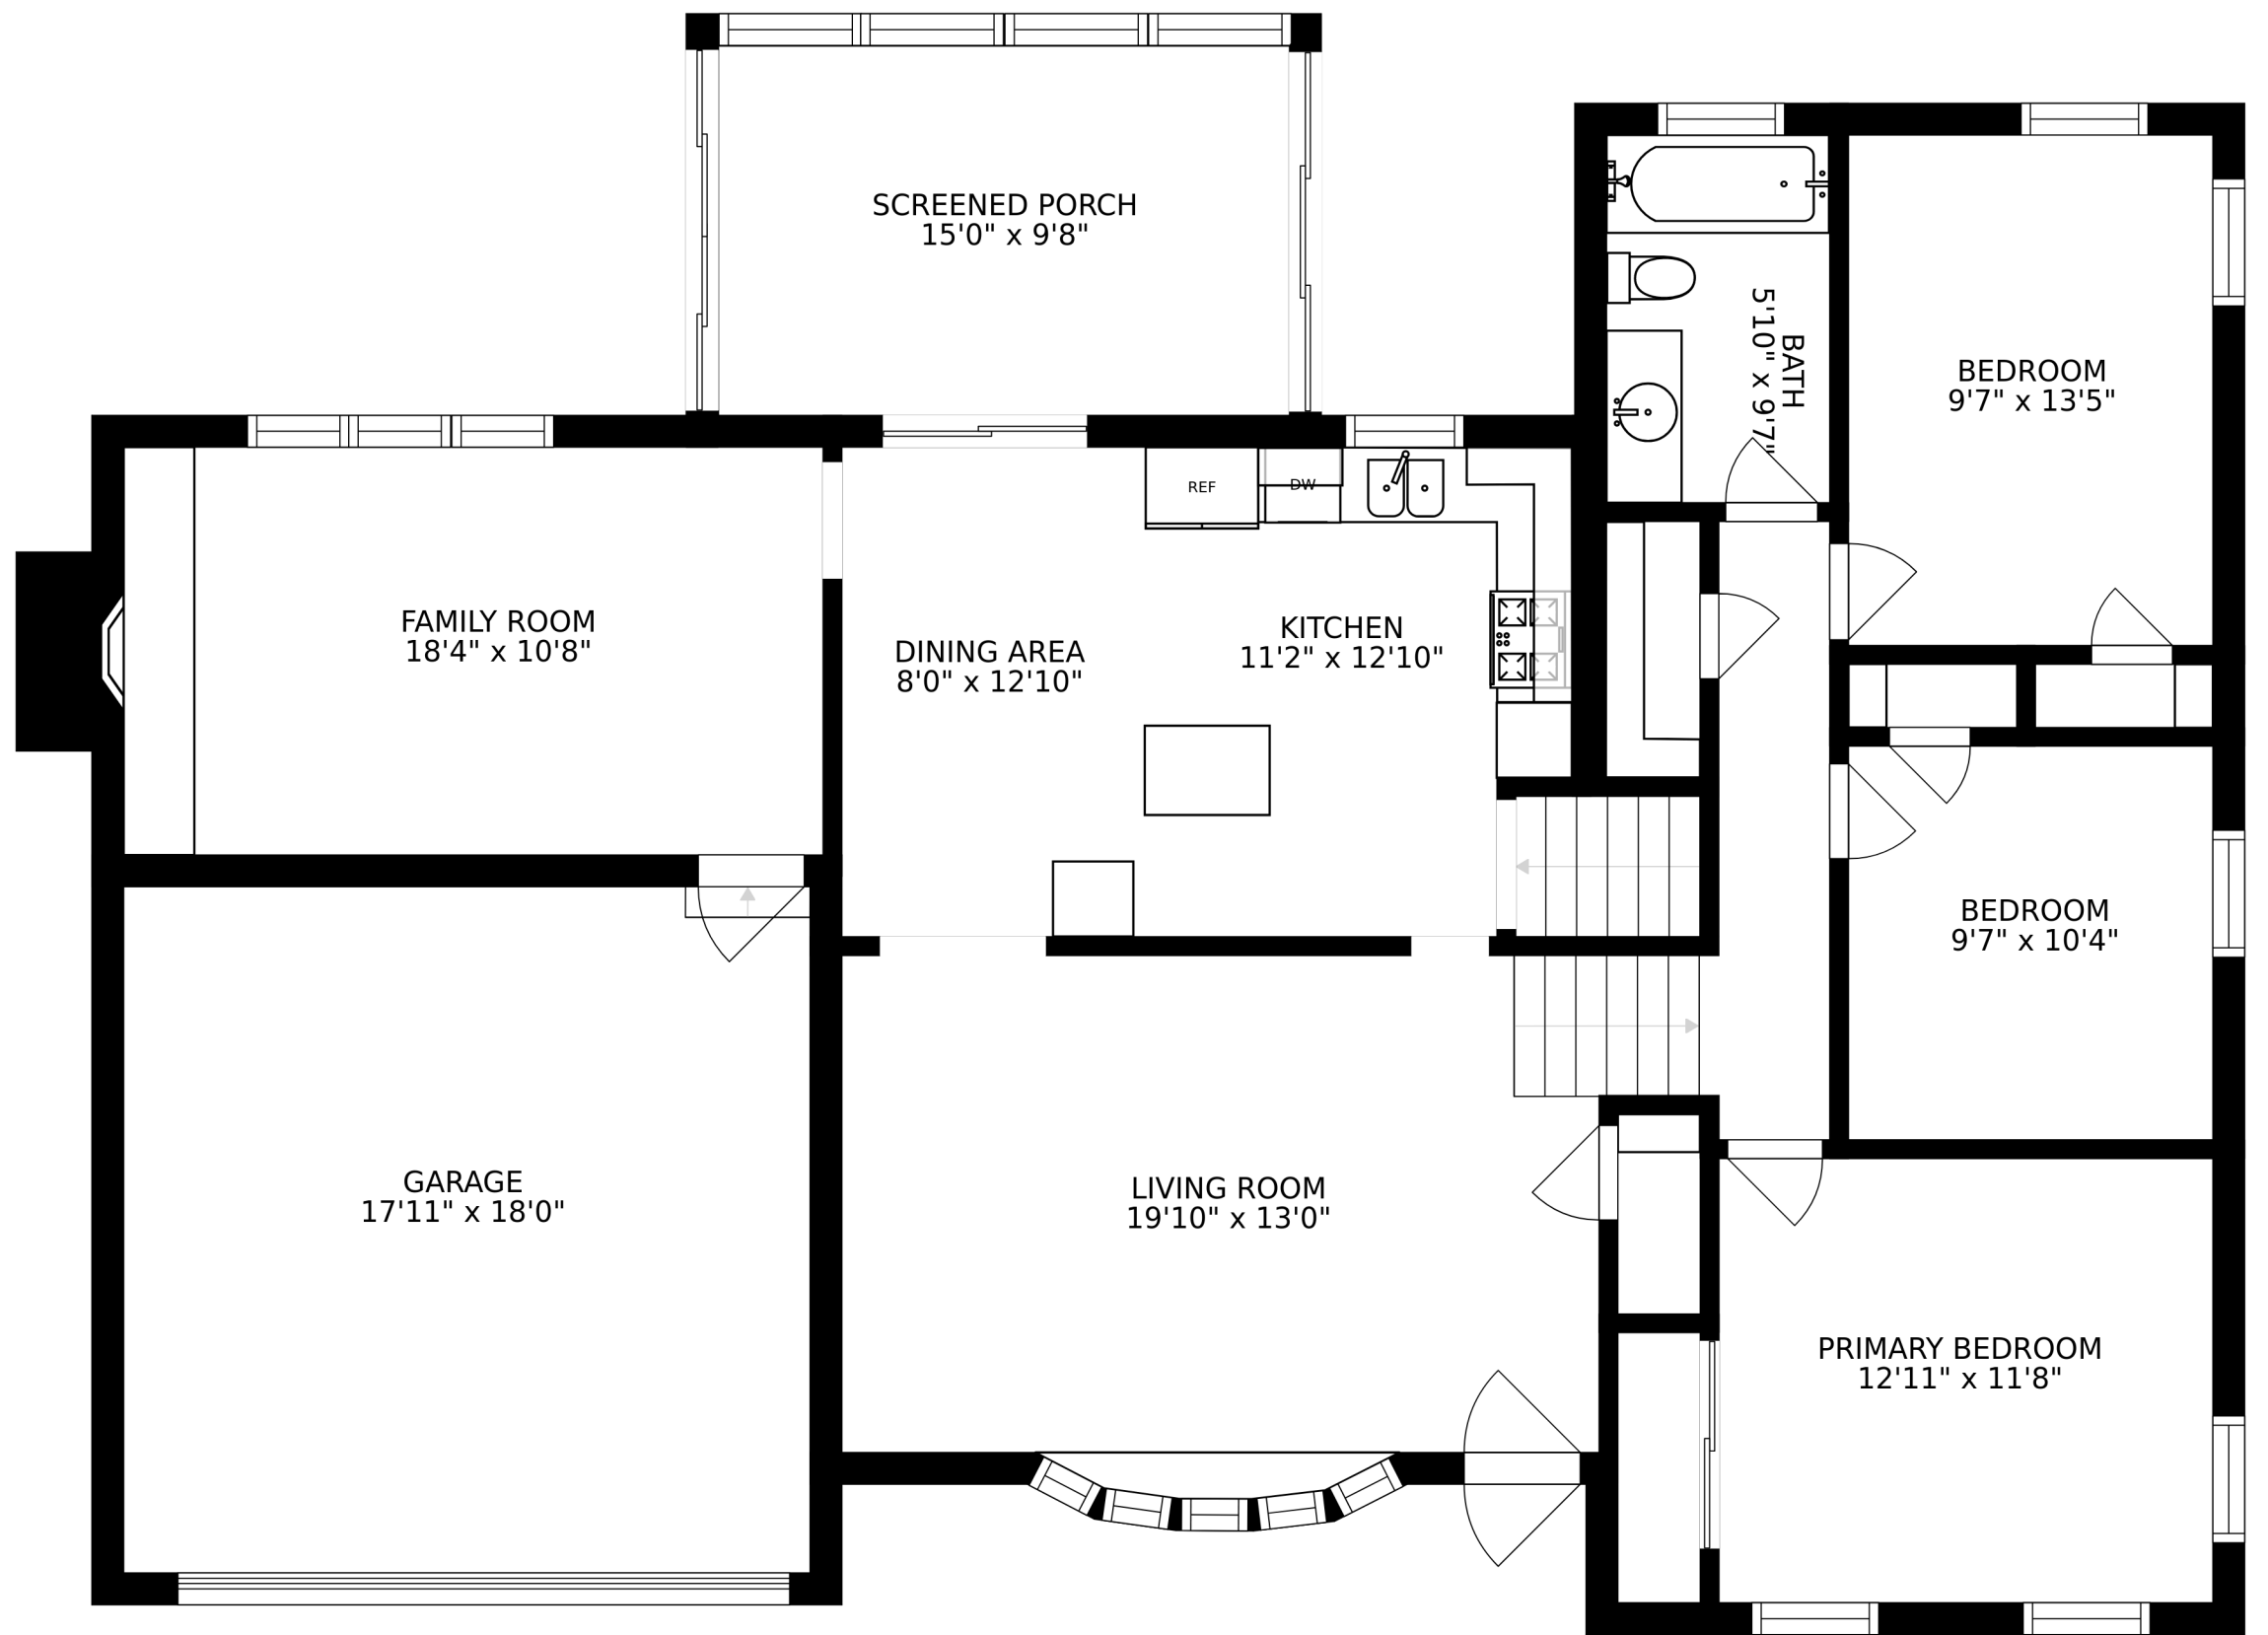 SCREENED PORCH
15'0" x 9'8"
BATH
5'10" x 9'7"
BEDROOM
9'7" x 13'5"
REF
DW
FAMILY ROOM
18'4" x 10'8"
DINING AREA
8'0" x 12'10"
KITCHEN
11'2" x 12'10"
BEDROOM
9'7" x 10'4"
GARAGE
17'11" x 18'0"
LIVING ROOM
19'10" x 13'0"
PRIMARY BEDROOM
12'11" x 11'8"